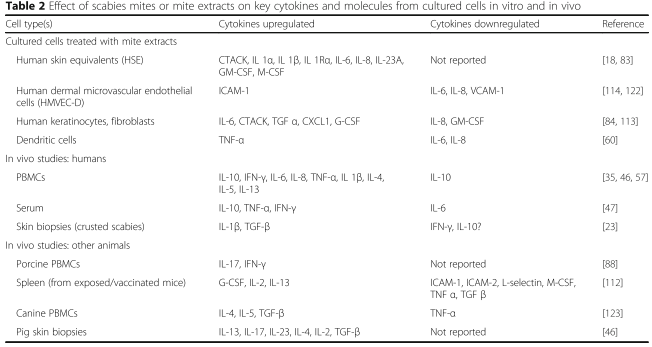 Table 2 Effect of scabies mites or mite extracts on key cytokines and molecules from cultured cells in vitro and in vivo
Cell type(s) Cytokines upregulated Cytokines downregulated Reference
Cultured cells treated with mite extracts
Human skin equivalents (HSE) CTACK, IL 1α, IL 1β, IL 1Rα, IL-6, IL-8, IL-23A, Not reported [18, 83]
GM-CSF, M-CSF
Human dermal microvascular endothelial ICAM-1 IL-6, IL-8, VCAM-1 [114, 122]
cells (HMVEC-D)
Human keratinocytes, fibroblasts IL-6, CTACK, TGF α, CXCL1, G-CSF IL-8, GM-CSF [84, 113]
Dendritic cells TNF-α IL-6, IL-8 [60]
In vivo studies: humans
PBMCs IL-10, IFN-γ, IL-6, IL-8, TNF-α, IL 1β, IL-4, IL-10 [35, 46, 57]
IL-5, IL-13
Serum IL-10, TNF-α, IFN-γ IL-6 [47]
Skin biopsies (crusted scabies) IL-1β, TGF-β IFN-γ, IL-10? [23]
In vivo studies: other animals
Porcine PBMCs IL-17, IFN-γ Not reported [88]
Spleen (from exposed/vaccinated mice) G-CSF, IL-2, IL-13 ICAM-1, ICAM-2, L-selectin, M-CSF, [112]
TNF α, TGF β
Canine PBMCs IL-4, IL-5, TGF-β TNF-α [123]
Pig skin biopsies IL-13, IL-17, IL-23, IL-4, IL-2, TGF-β Not reported [46]